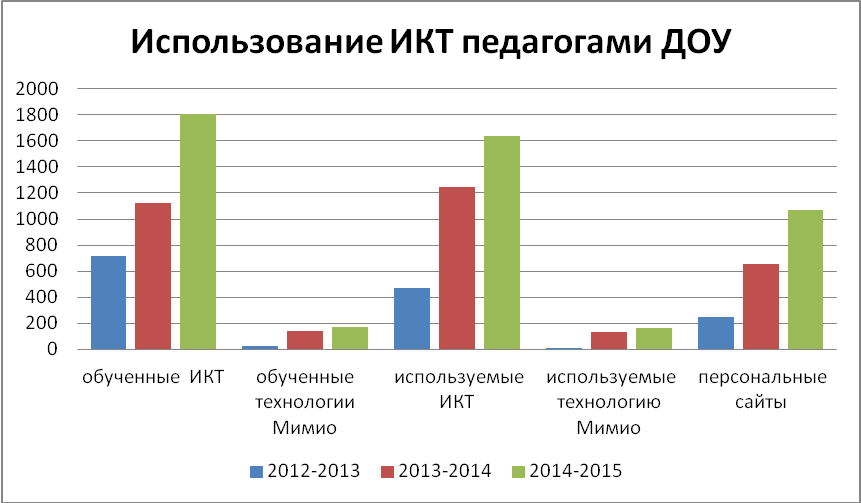 Использование ИКТ педагогами ДОУ
2000
1800
1600
1400
1200
1000
800
600
400
200
0
обученные ИКТ
обученные
технологии
Мимио
используемые
ИКТ
используемые
технологию
Мимио
персональные
сайты
2012-2013
2013-2014
2014-2015